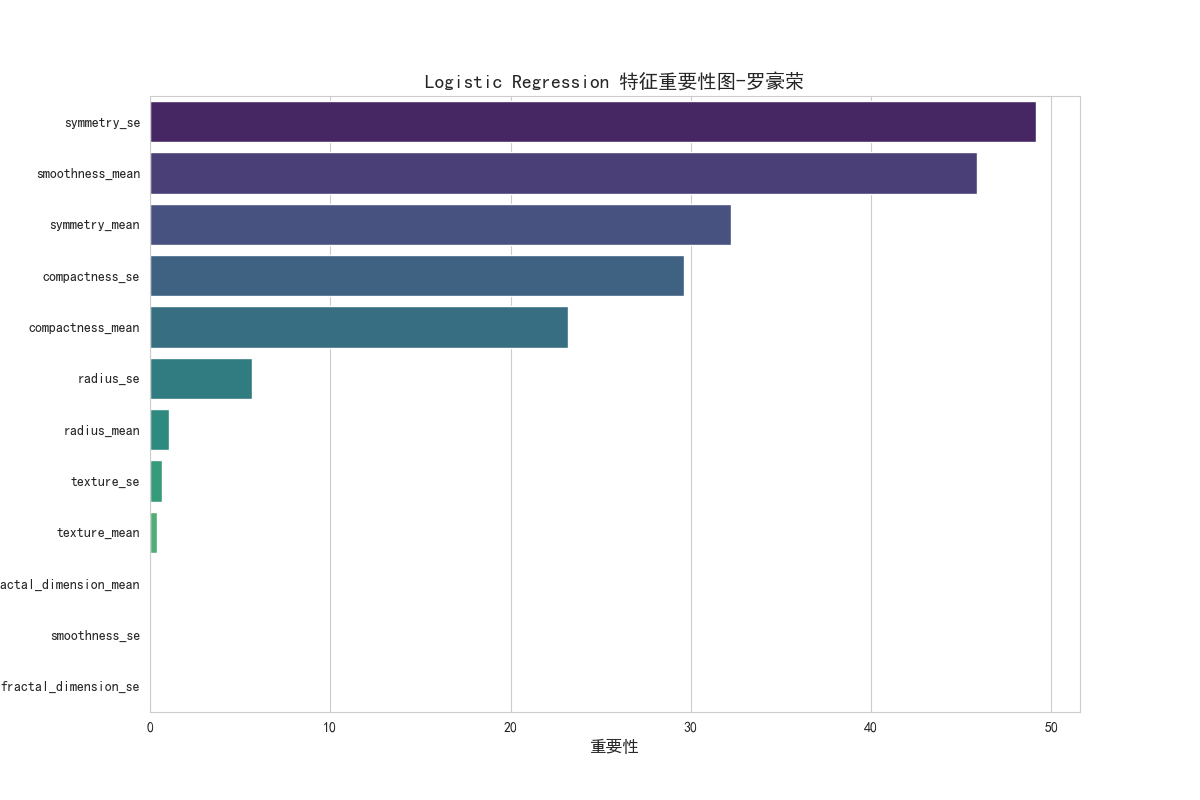 Logistic Regression 特征重要性图-罗豪荣
symmetry_se
smoothness_mean
symmetry_mean
compactness_se
compactness_mean
radius_se
radius_mean
texture_se
texture_mean
actal_dimension_mean
smoothness_se
fractal_dimension_se
0 10 20 30 40 50
重要性